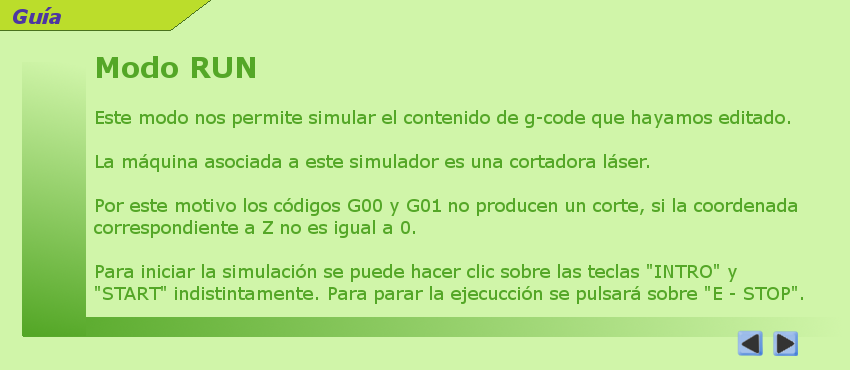 Guía
Modo RUN
Este modo nos permite simular el contenido de g-code que hayamos editado.
La máquina asociada a este simulador es una cortadora láser.
Por este motivo los códigos G00 y G01 no producen un corte, si la coordenada
correspondiente a Z no es igual a 0.
Para iniciar la simulación se puede hacer clic sobre las teclas "INTRO" y
"START" indistintamente. Para parar la ejecucción se pulsará sobre "E - STOP".